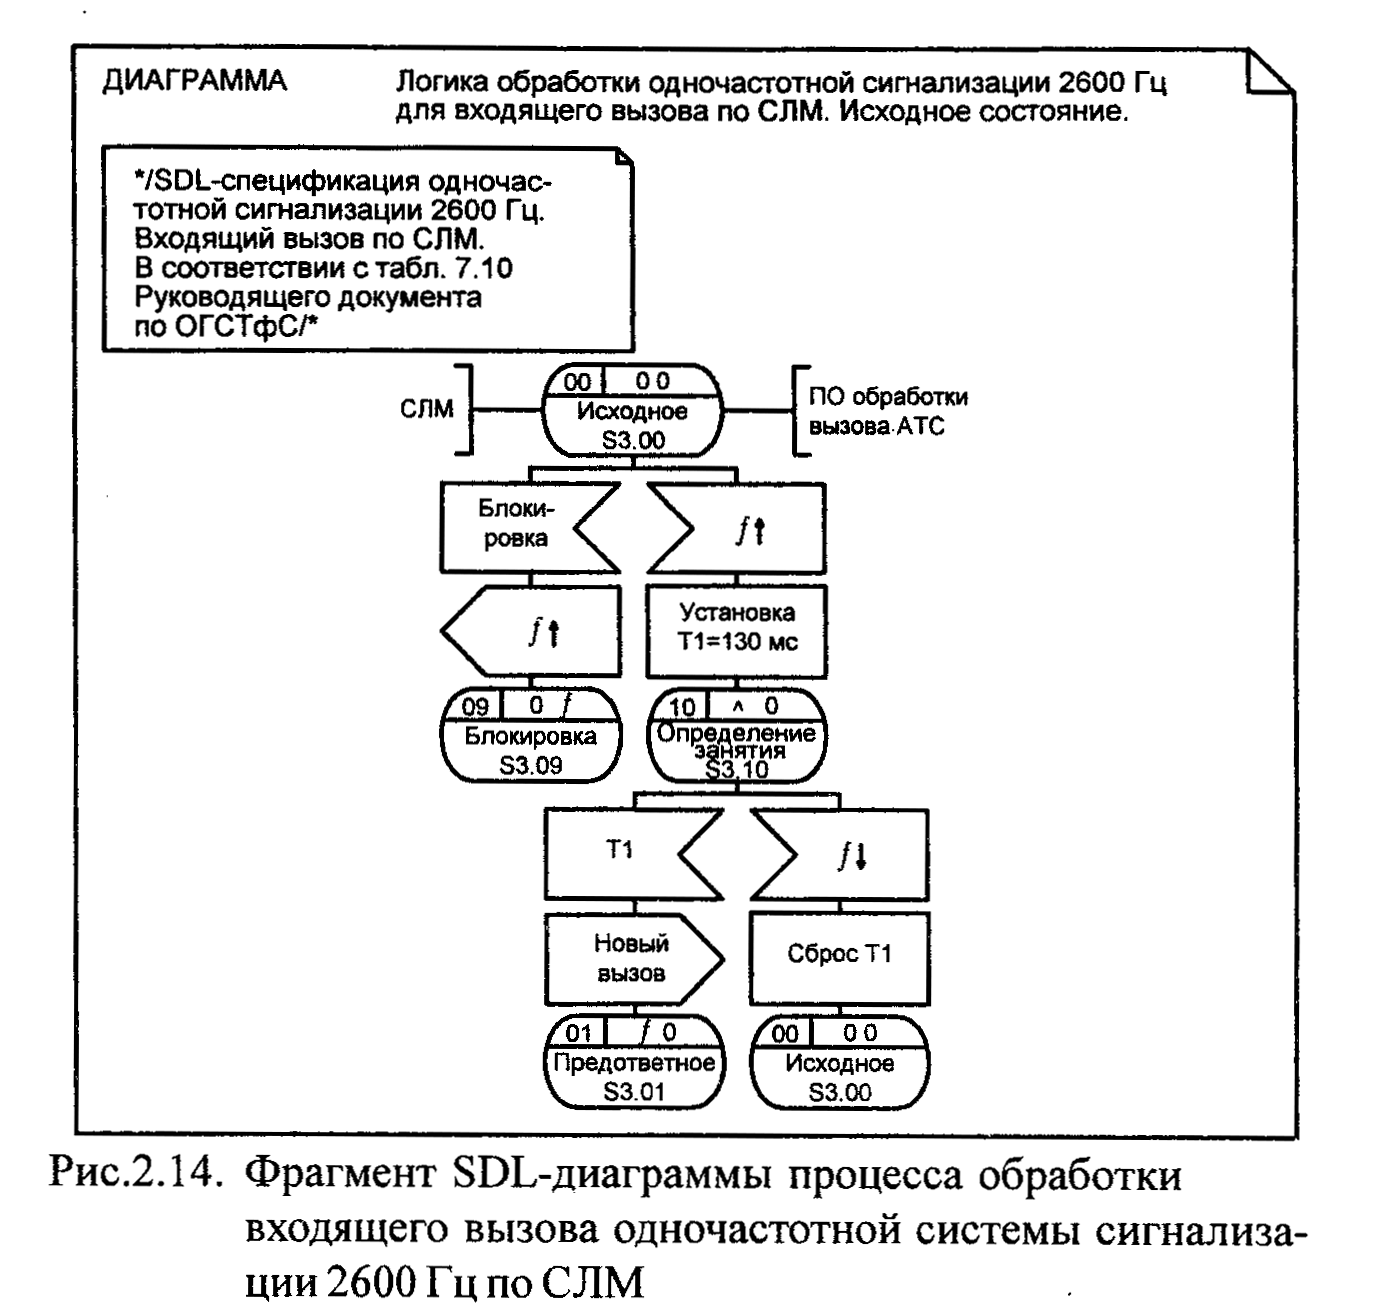 ДИАГРАММА
Логика обработки одночастотной сигнализации 2600 Гц
для входящего вызова по СЛМ. Исходное состояние.
*/SDL-спецификация одночас-
тотной сигнализации 2600 Гц.
Входящий вызов по СЛМ.
В соответствии с табл. 7.10
Руководящего документа
по ОГСТфС/*
СЛМ
00 0 0
Исходное
S3.00
ПО обработки
вызова АТС
Блоки-
ровка
f↑
f↑
Установка
Т1=130 мс
09 0 f
Блокировка
S3.09
10 ^ 0
Определение
занятия
S3.10
Т1
f↓
Новый
вызов
Сброс Т1
01 f 0
Предответное
S3.01
00 0 0
Исходное
S3.00
Рис.2.14. Фрагмент SDL-диаграммы процесса обработки
входящего вызова одночастотной системы сигнализа-
ции 2600 Гц по СЛМ